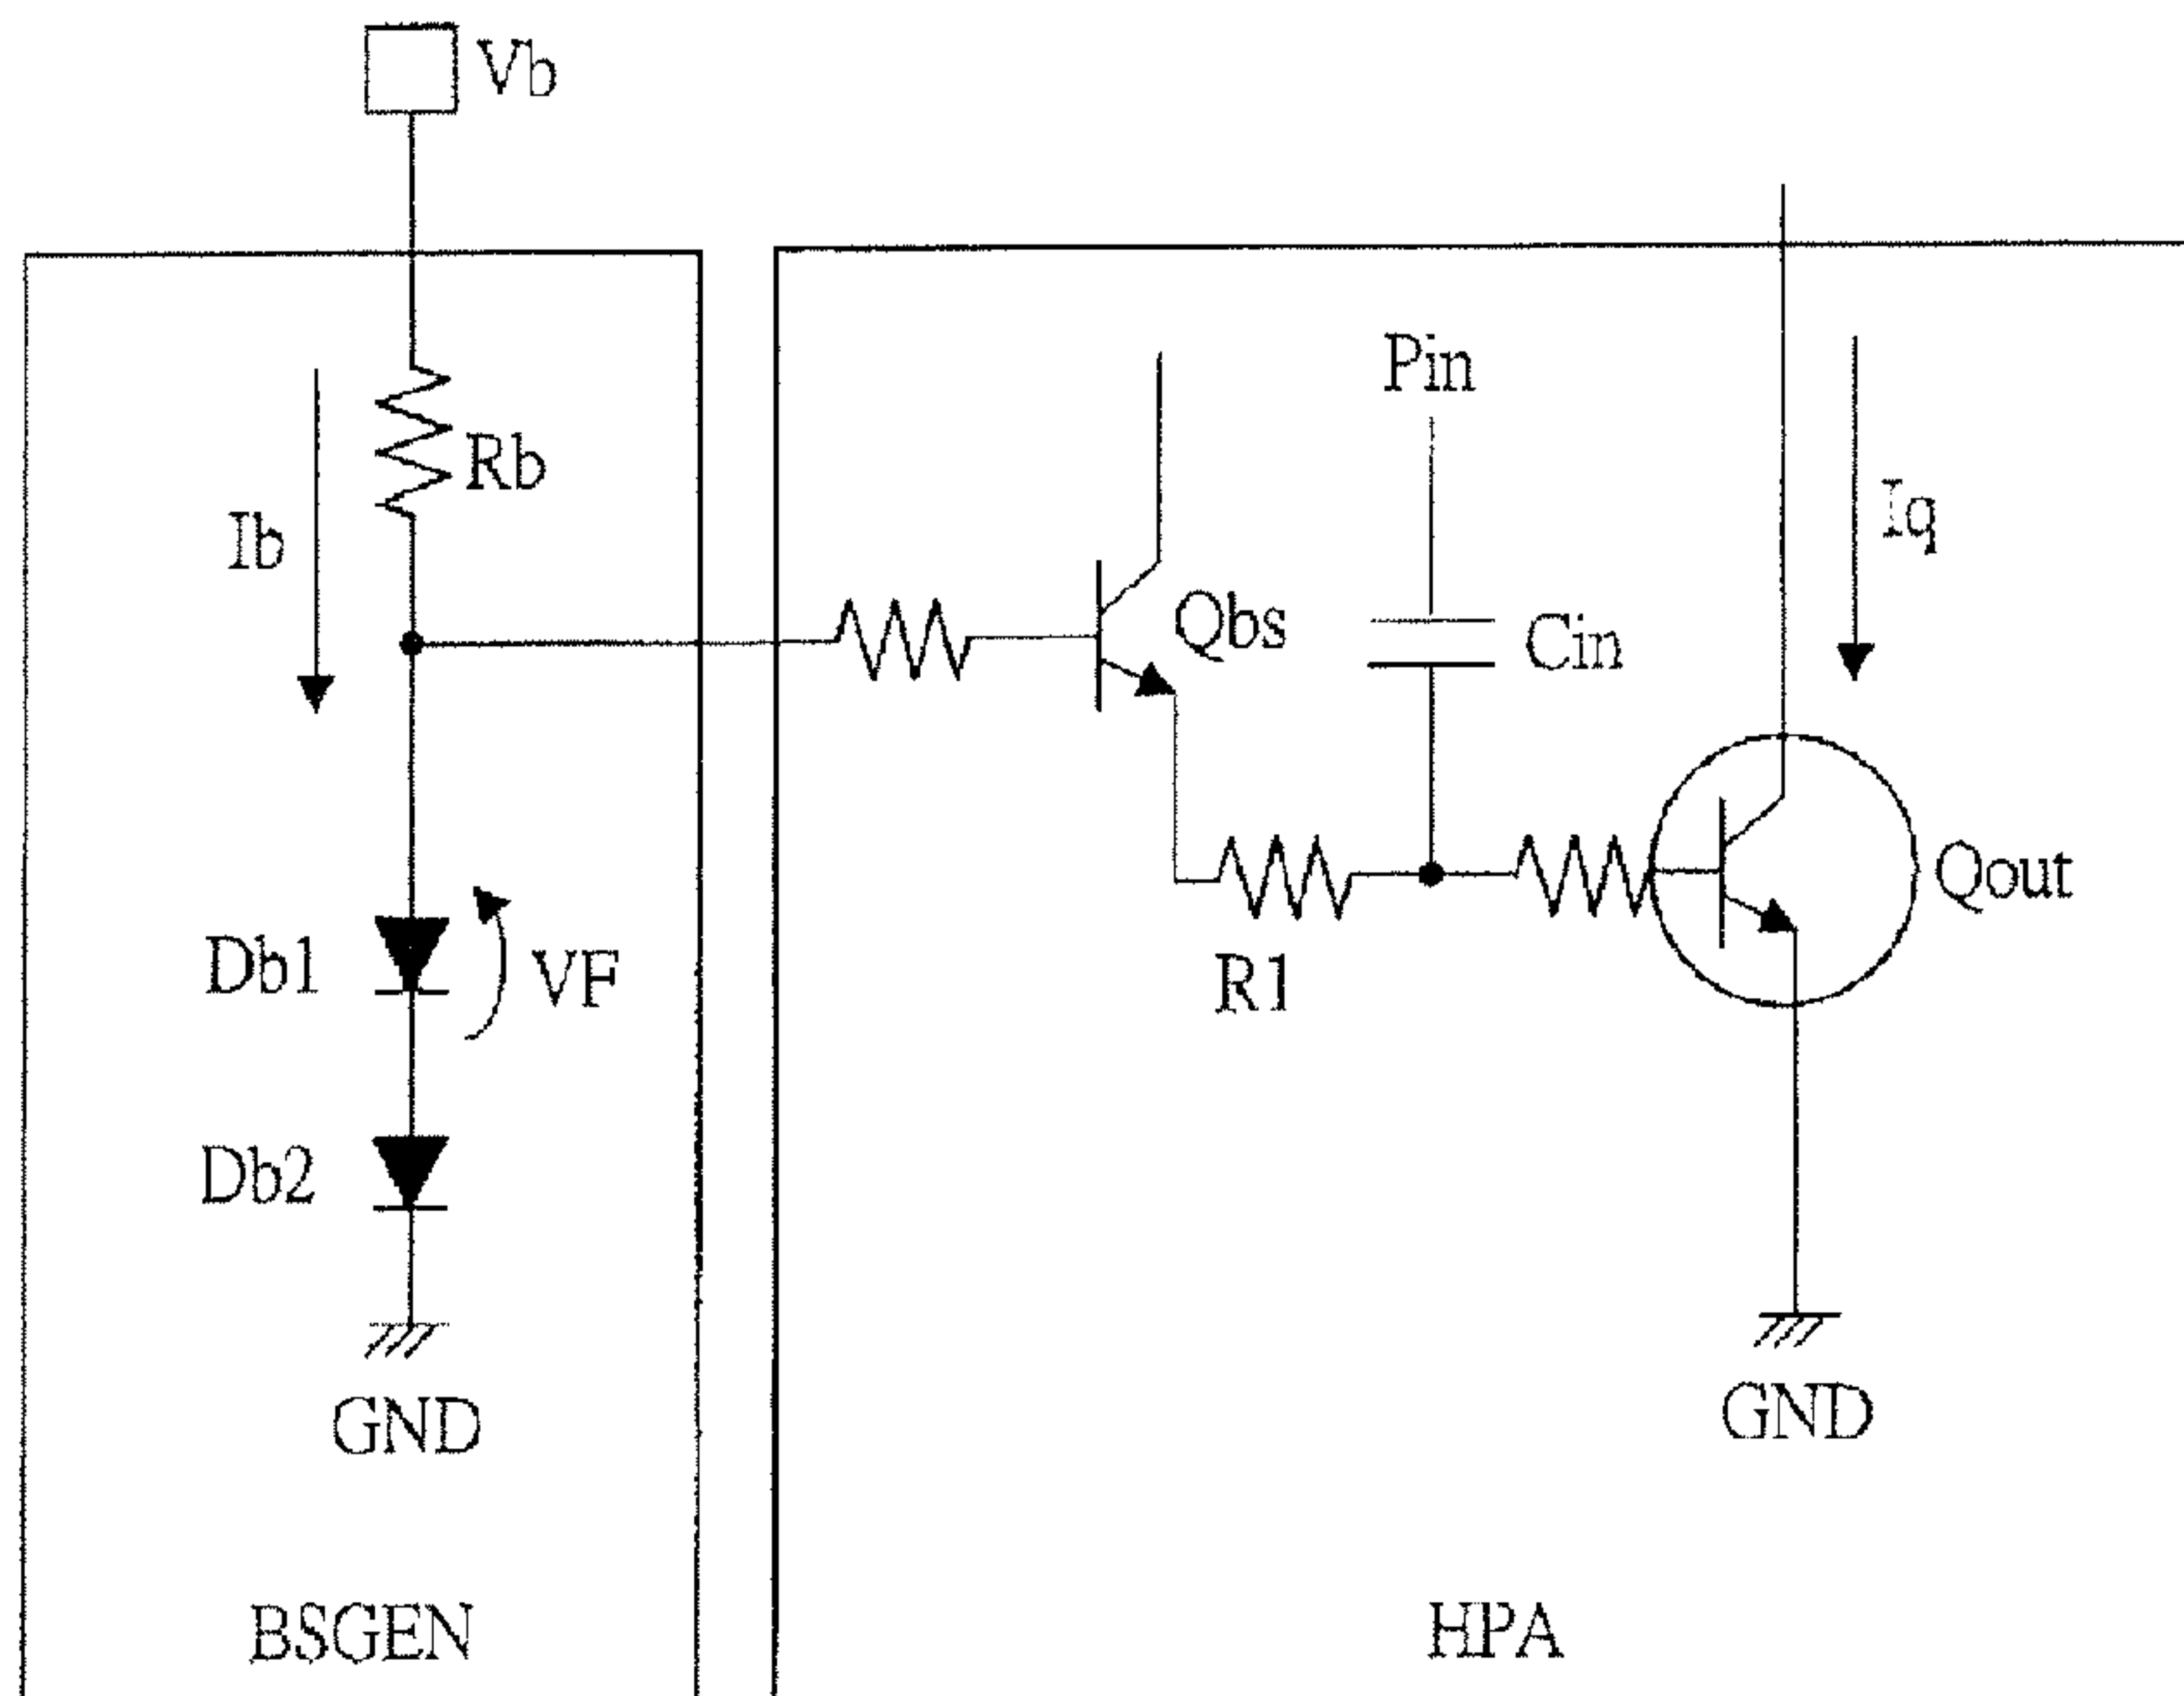 Vb
Pin
Rb
Ib
Iq
Qbs
Cin
Qout
Db1
VF
R1
Db2
GND
GND
BSGEN
HPA